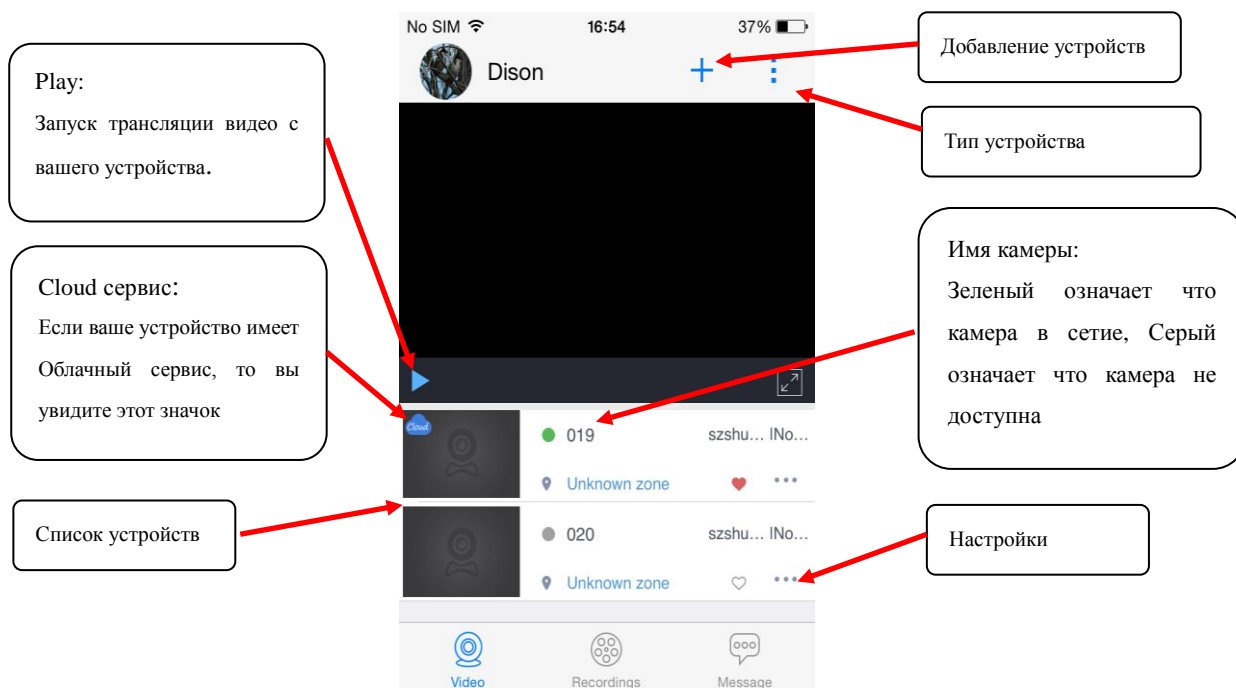 No SIM 16:54 37%
Dison
Play:
Запуск трансляции видео с
вашего устройства.
Cloud сервис:
Если ваше устройство имеет
Облачный сервис, то вы
увидите этот значок
Список устройств
Добавление устройств
Тип устройства
Имя камеры:
Зеленый означает что
камера в сетие, Серый
означает что камера не
доступна
Настройки
Cloud
019 szshu... lNo...
Unknown zone
020 szshu... lNo...
Unknown zone
Video Recordings Message